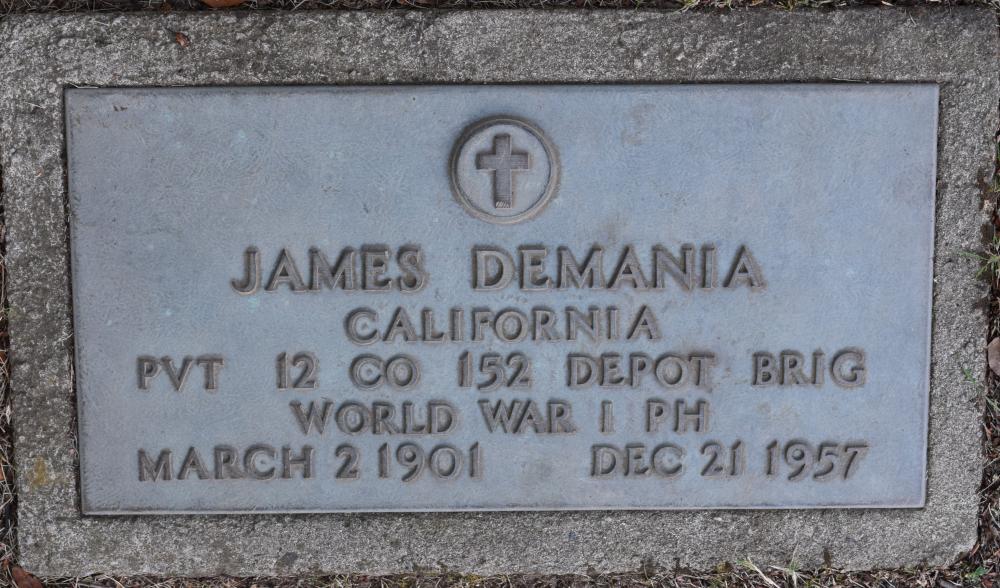 JAMES DEMANIA
CALIFORNIA
PVT 12 CO 152 DEPOT BRIG
WORLD WAR I PH
MARCH 2 1901 DEC 21 1957